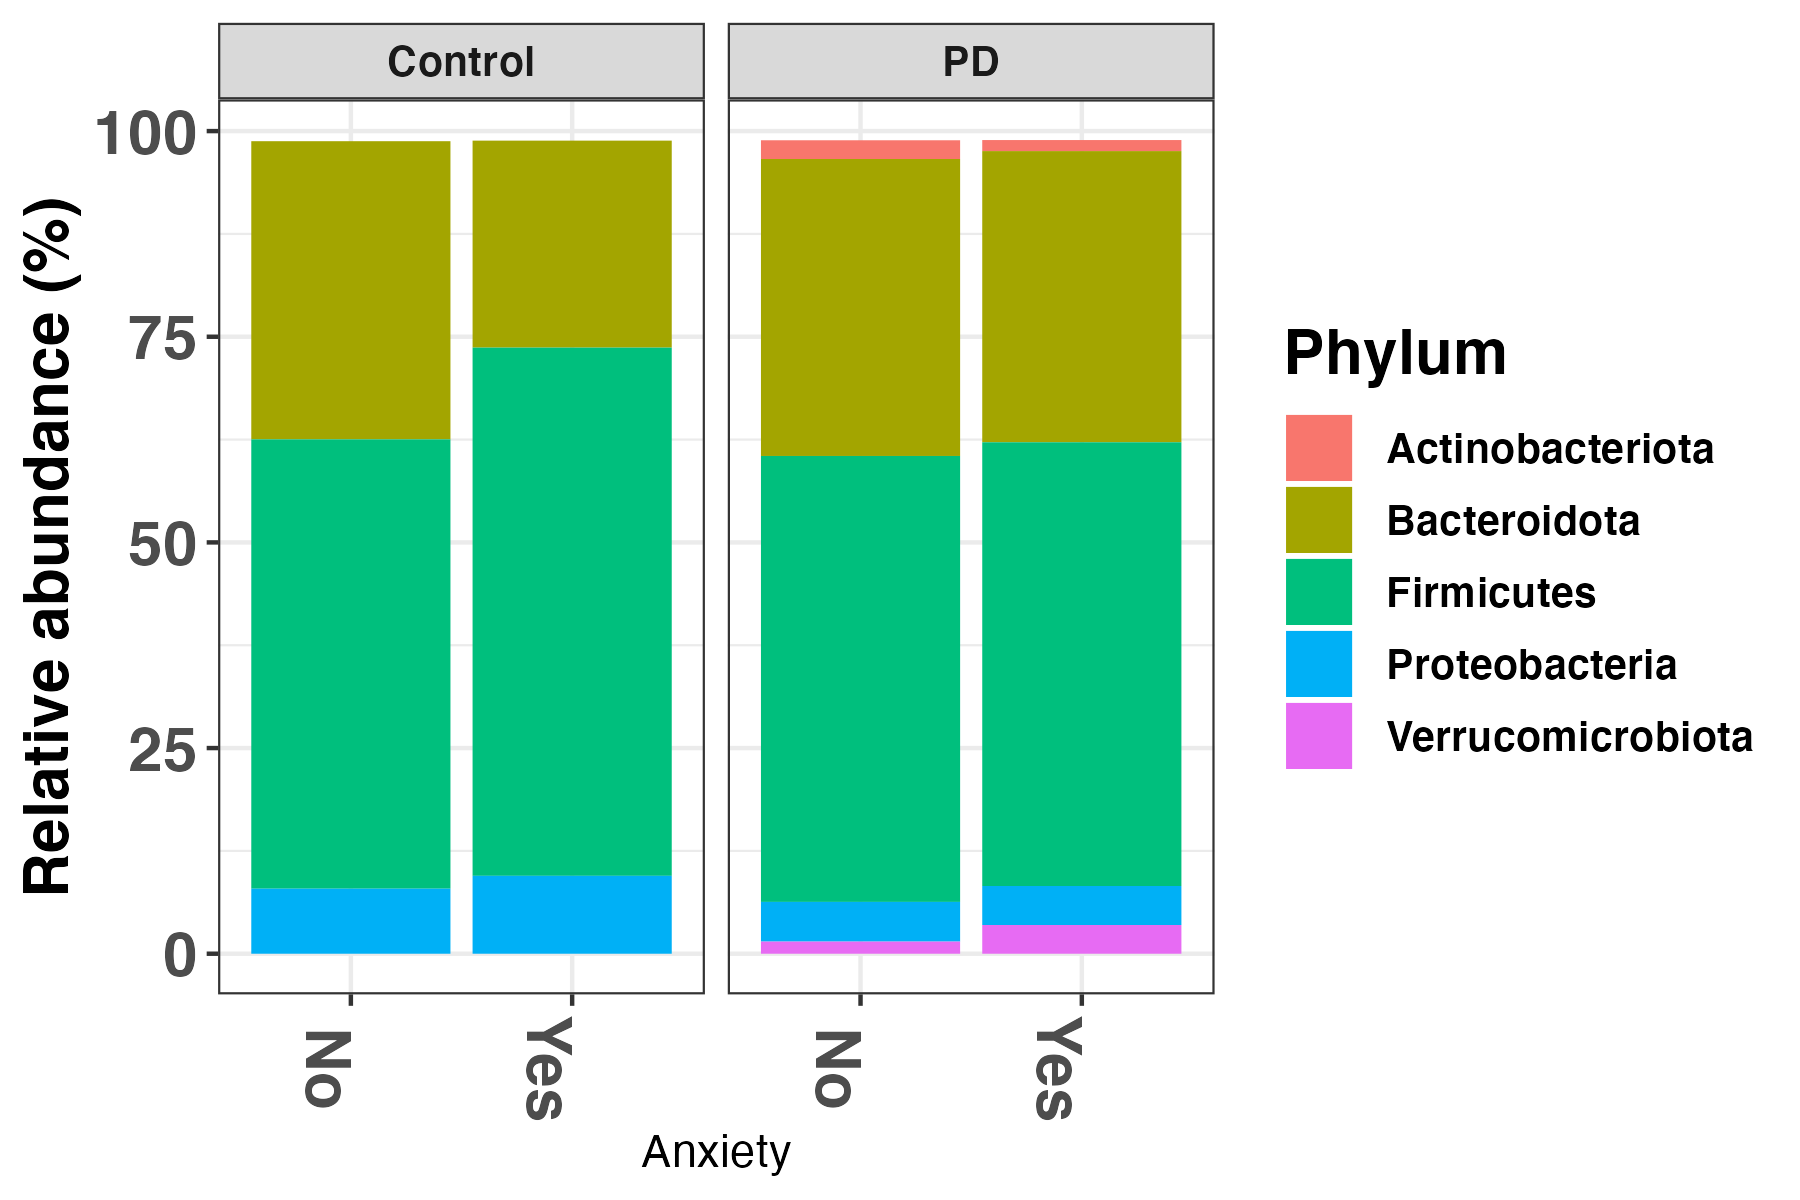 Control
PD
Relative abundance (%)
100
75
50
25
0
No
Yes
No
Yes
Anxiety
Phylum
Actinobacteriota
Bacteroidota
Firmicutes
Proteobacteria
Verrucomicrobiota